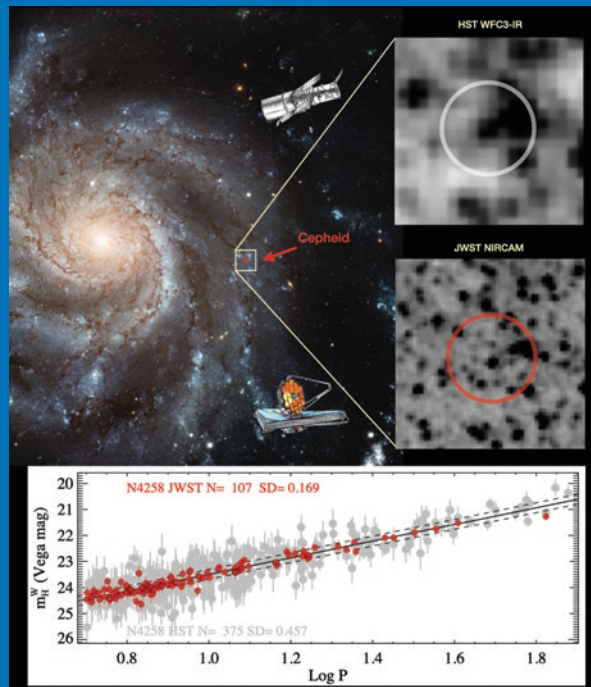 HST WFC3-IR
Cepheid
JWST NIRCAM
N4258 JWST N= 107 SD= 0.169
20
21
22
23
24
25
26
m_H^W (Vega mag)
N4258 HST N= 375 SD= 0.457
0.8 1.0 1.2 1.4 1.6 1.8
Log P